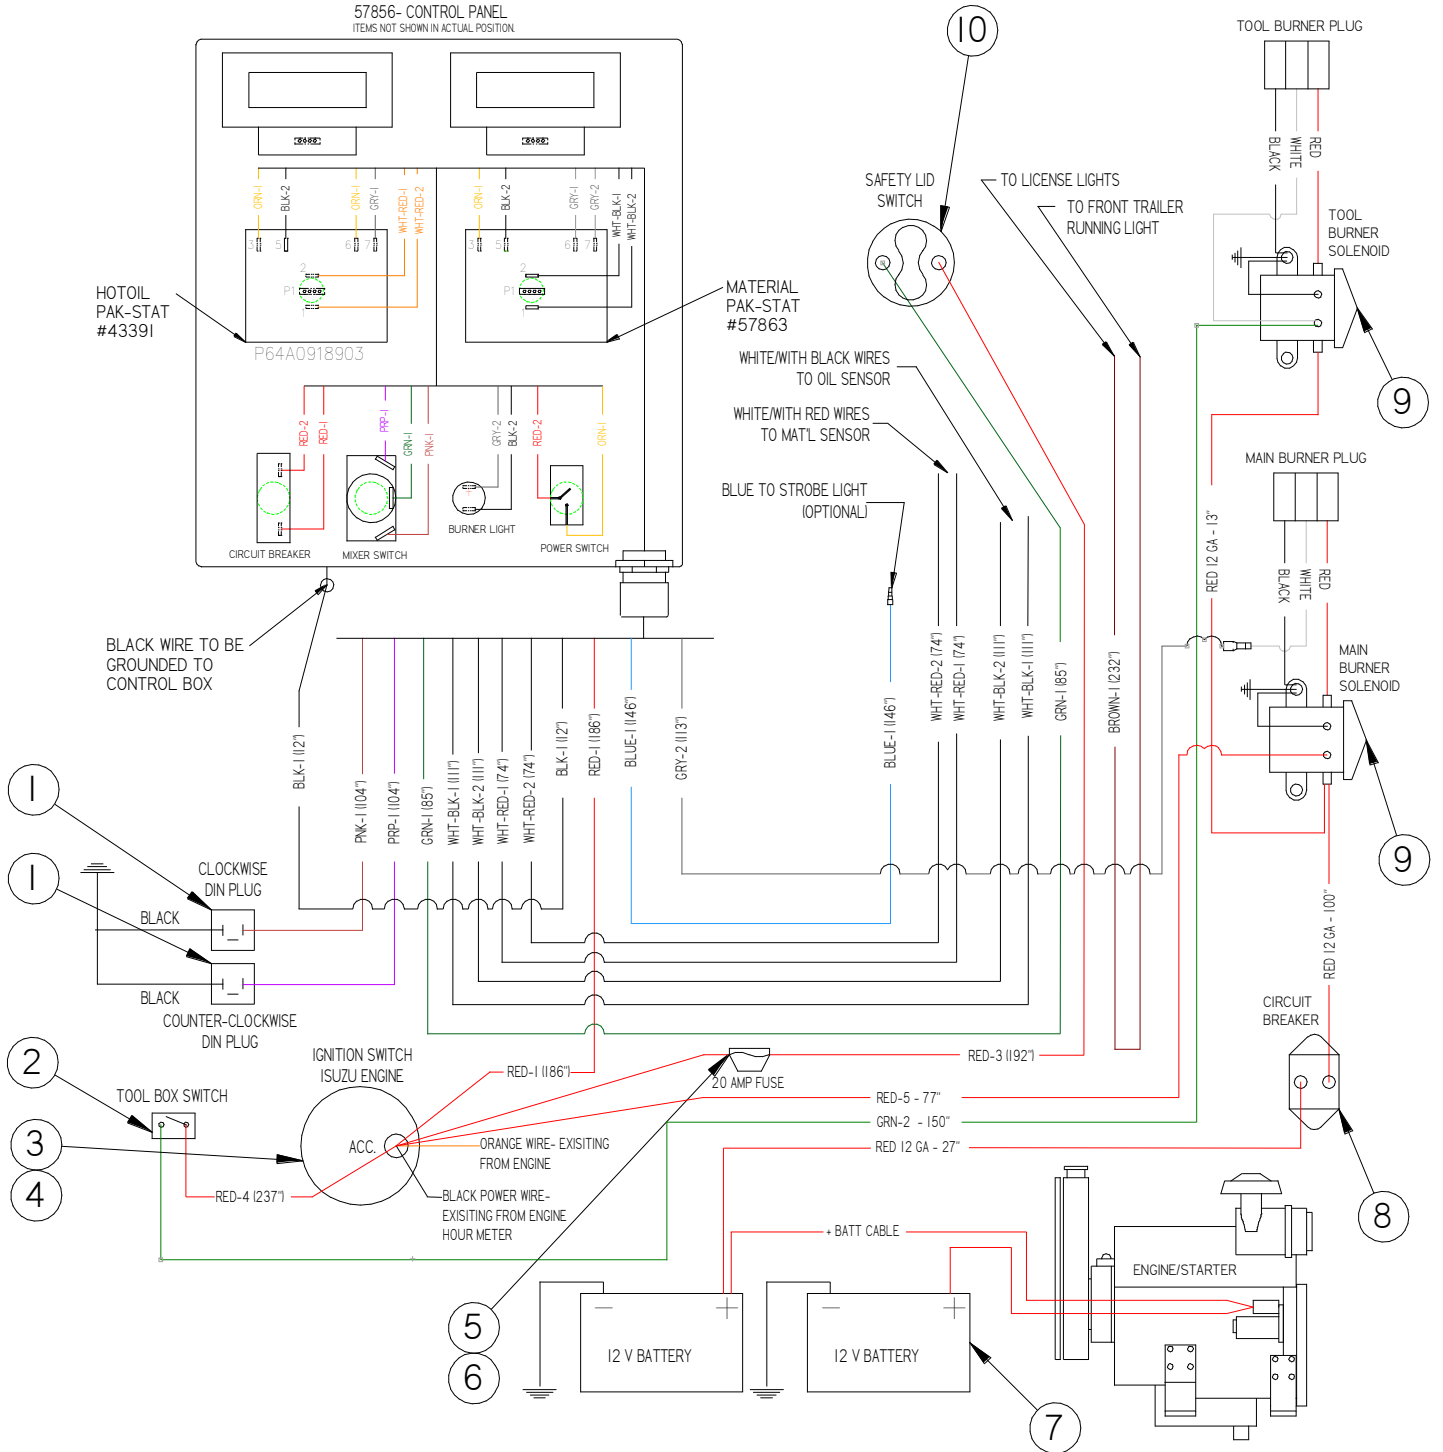 57856- CONTROL PANEL
ITEMS NOT SHOWN IN ACTUAL POSITION.
10
TOOL BURNER PLUG
BLACK
WHITE
RED
ORN-1
BLK-2
ORN-1
GRY-1
WHT-RED-1
WHT-RED-2
ORN-1
BLK-2
GRY-1
GRY-2
WHT-BLK-1
WHT-BLK-2
3
5
6
7
2
P1
1
3
5
6
7
2
P1
1
P64A0918903
HOTOIL
PAK-STAT
#43391
MATERIAL
PAK-STAT
#57863
SAFETY LID
SWITCH
TO LICENSE LIGHTS
TO FRONT TRAILER
RUNNING LIGHT
TOOL
BURNER
SOLENOID
9
WHITE/WITH BLACK WIRES
TO OIL SENSOR
WHITE/WITH RED WIRES
TO MAT'L SENSOR
BLUE TO STROBE LIGHT
(OPTIONAL)
RED-2
RED-1
PRP-1
GRN-1
PNK-1
GRY-2
BLK-2
RED-2
ORN-1
CIRCUIT BREAKER
MIXER SWITCH
BURNER LIGHT
POWER SWITCH
MAIN BURNER PLUG
BLACK
WHITE
RED
RED 12 GA - 13"
MAIN
BURNER
SOLENOID
9
BLACK WIRE TO BE
GROUNDED TO
CONTROL BOX
BLK-1 (12")
PNK-1 (104")
PRP-1 (104")
GRN-1 (85")
WHT-BLK-1 (111")
WHT-BLK-2 (111")
WHT-RED-1 (74")
WHT-RED-2 (74")
BLK-1 (12")
RED-1 (186")
BLUE-1 (146")
GRY-2 (113")
BLUE-1 (146")
WHT-RED-2 (74")
WHT-RED-1 (74")
WHT-BLK-2 (111")
WHT-BLK-1 (111")
GRN-1 (85")
BROWN-1 (232")
RED 12 GA - 100"
1
1
CLOCKWISE
DIN PLUG
BLACK
BLACK
COUNTER-CLOCKWISE
DIN PLUG
2
3
4
TOOL BOX SWITCH
IGNITION SWITCH
ISUZU ENGINE
ACC.
RED-1 (186")
20 AMP FUSE
RED-3 (192")
RED-5 - 77"
GRN-2 - 150"
RED 12 GA - 27"
ORANGE WIRE- EXISITING
FROM ENGINE
RED-4 (237")
BLACK POWER WIRE-
EXISITING FROM ENGINE
HOUR METER
CIRCUIT
BREAKER
8
+ BATT CABLE
ENGINE/STARTER
5
6
− +
12 V BATTERY
− +
12 V BATTERY
7